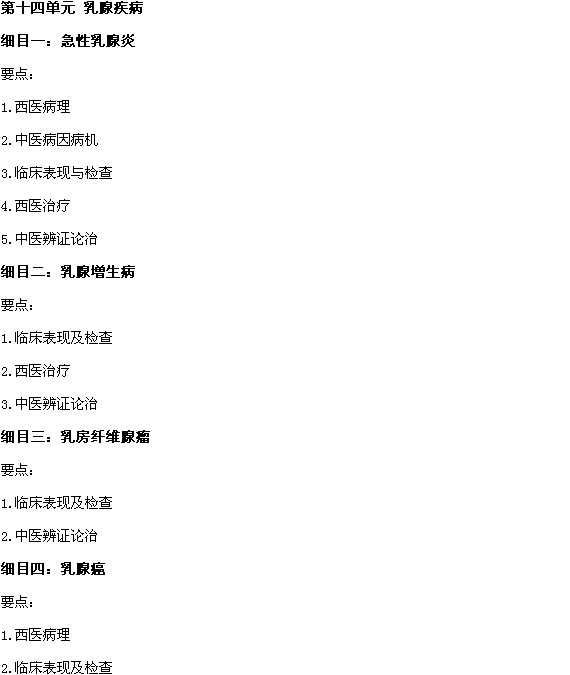 第十四单元 乳腺疾病
细目一：急性乳腺炎
要点：
1.西医病理
2.中医病因病机
3.临床表现与检查
4.西医治疗
5.中医辨证论治
细目二：乳腺增生病
要点：
1.临床表现及检查
2.西医治疗
3.中医辨证论治
细目三：乳房纤维腺瘤
要点：
1.临床表现及检查
2.中医辨证论治
细目四：乳腺癌
要点：
1.西医病理
2.临床表现及检查